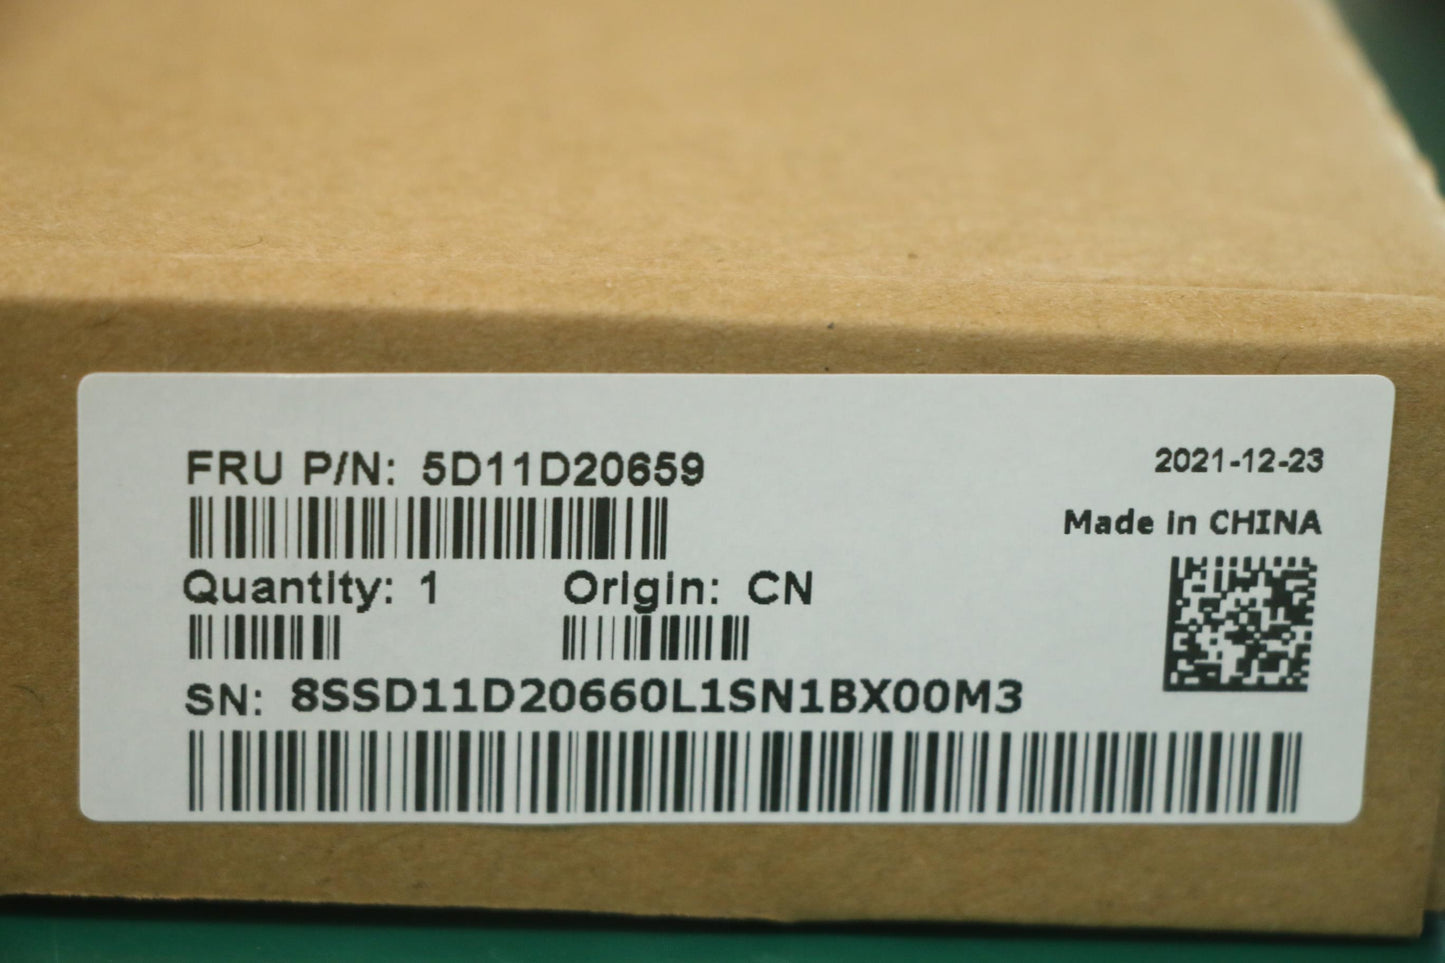 FRU P/N: 5D11D20659
2021-12-23
Made in CHINA
Quantity: 1
Origin: CN
SN: 8SSD11D20660L1SN1BX00M3